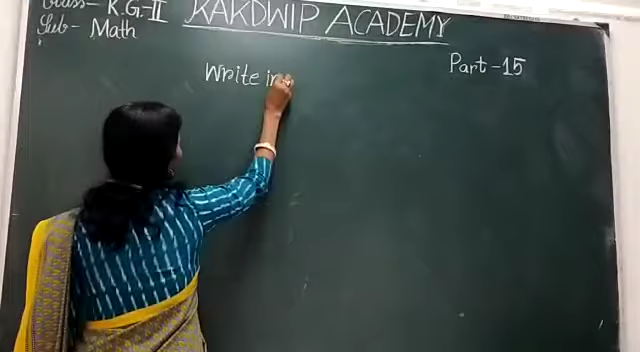 Class- K.G-II
KAKDWIP ACADEMY
Sub- Math
Part-15
Write in